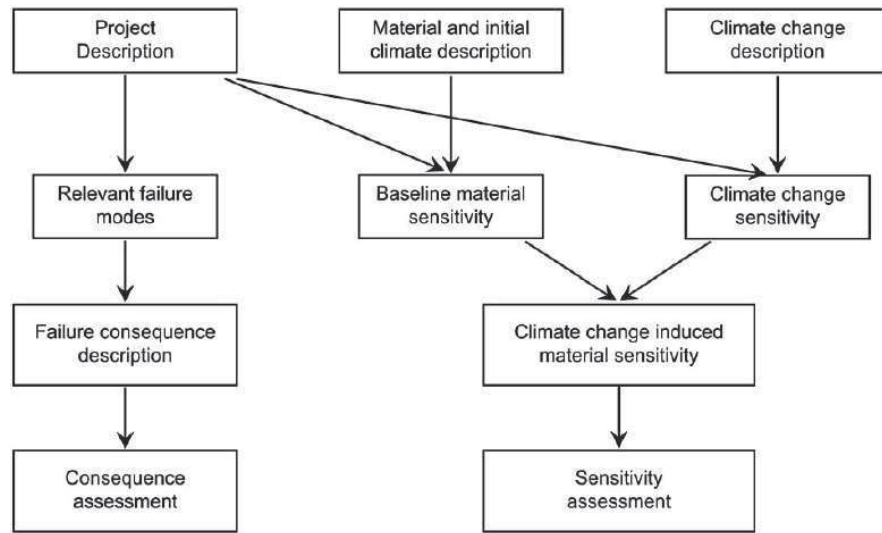 Project
Description
Material and initial
climate description
Climate change
description
Relevant failure
modes
Baseline material
sensitivity
Climate change
sensitivity
Failure consequence
description
Climate change induced
material sensitivity
Consequence
assessment
Sensitivity
assessment